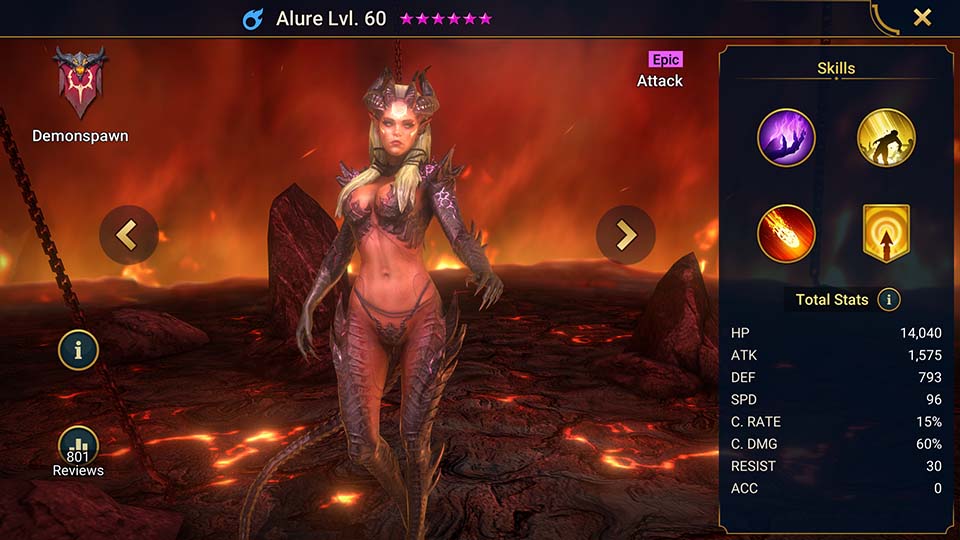 Alure Lvl. 60
Demonspawn
Epic
Attack
Skills
Total Stats i
HP 14,040
ATK 1,575
DEF 793
SPD 96
C. RATE 15%
C. DMG 60%
RESIST 30
ACC 0
i
801
Reviews